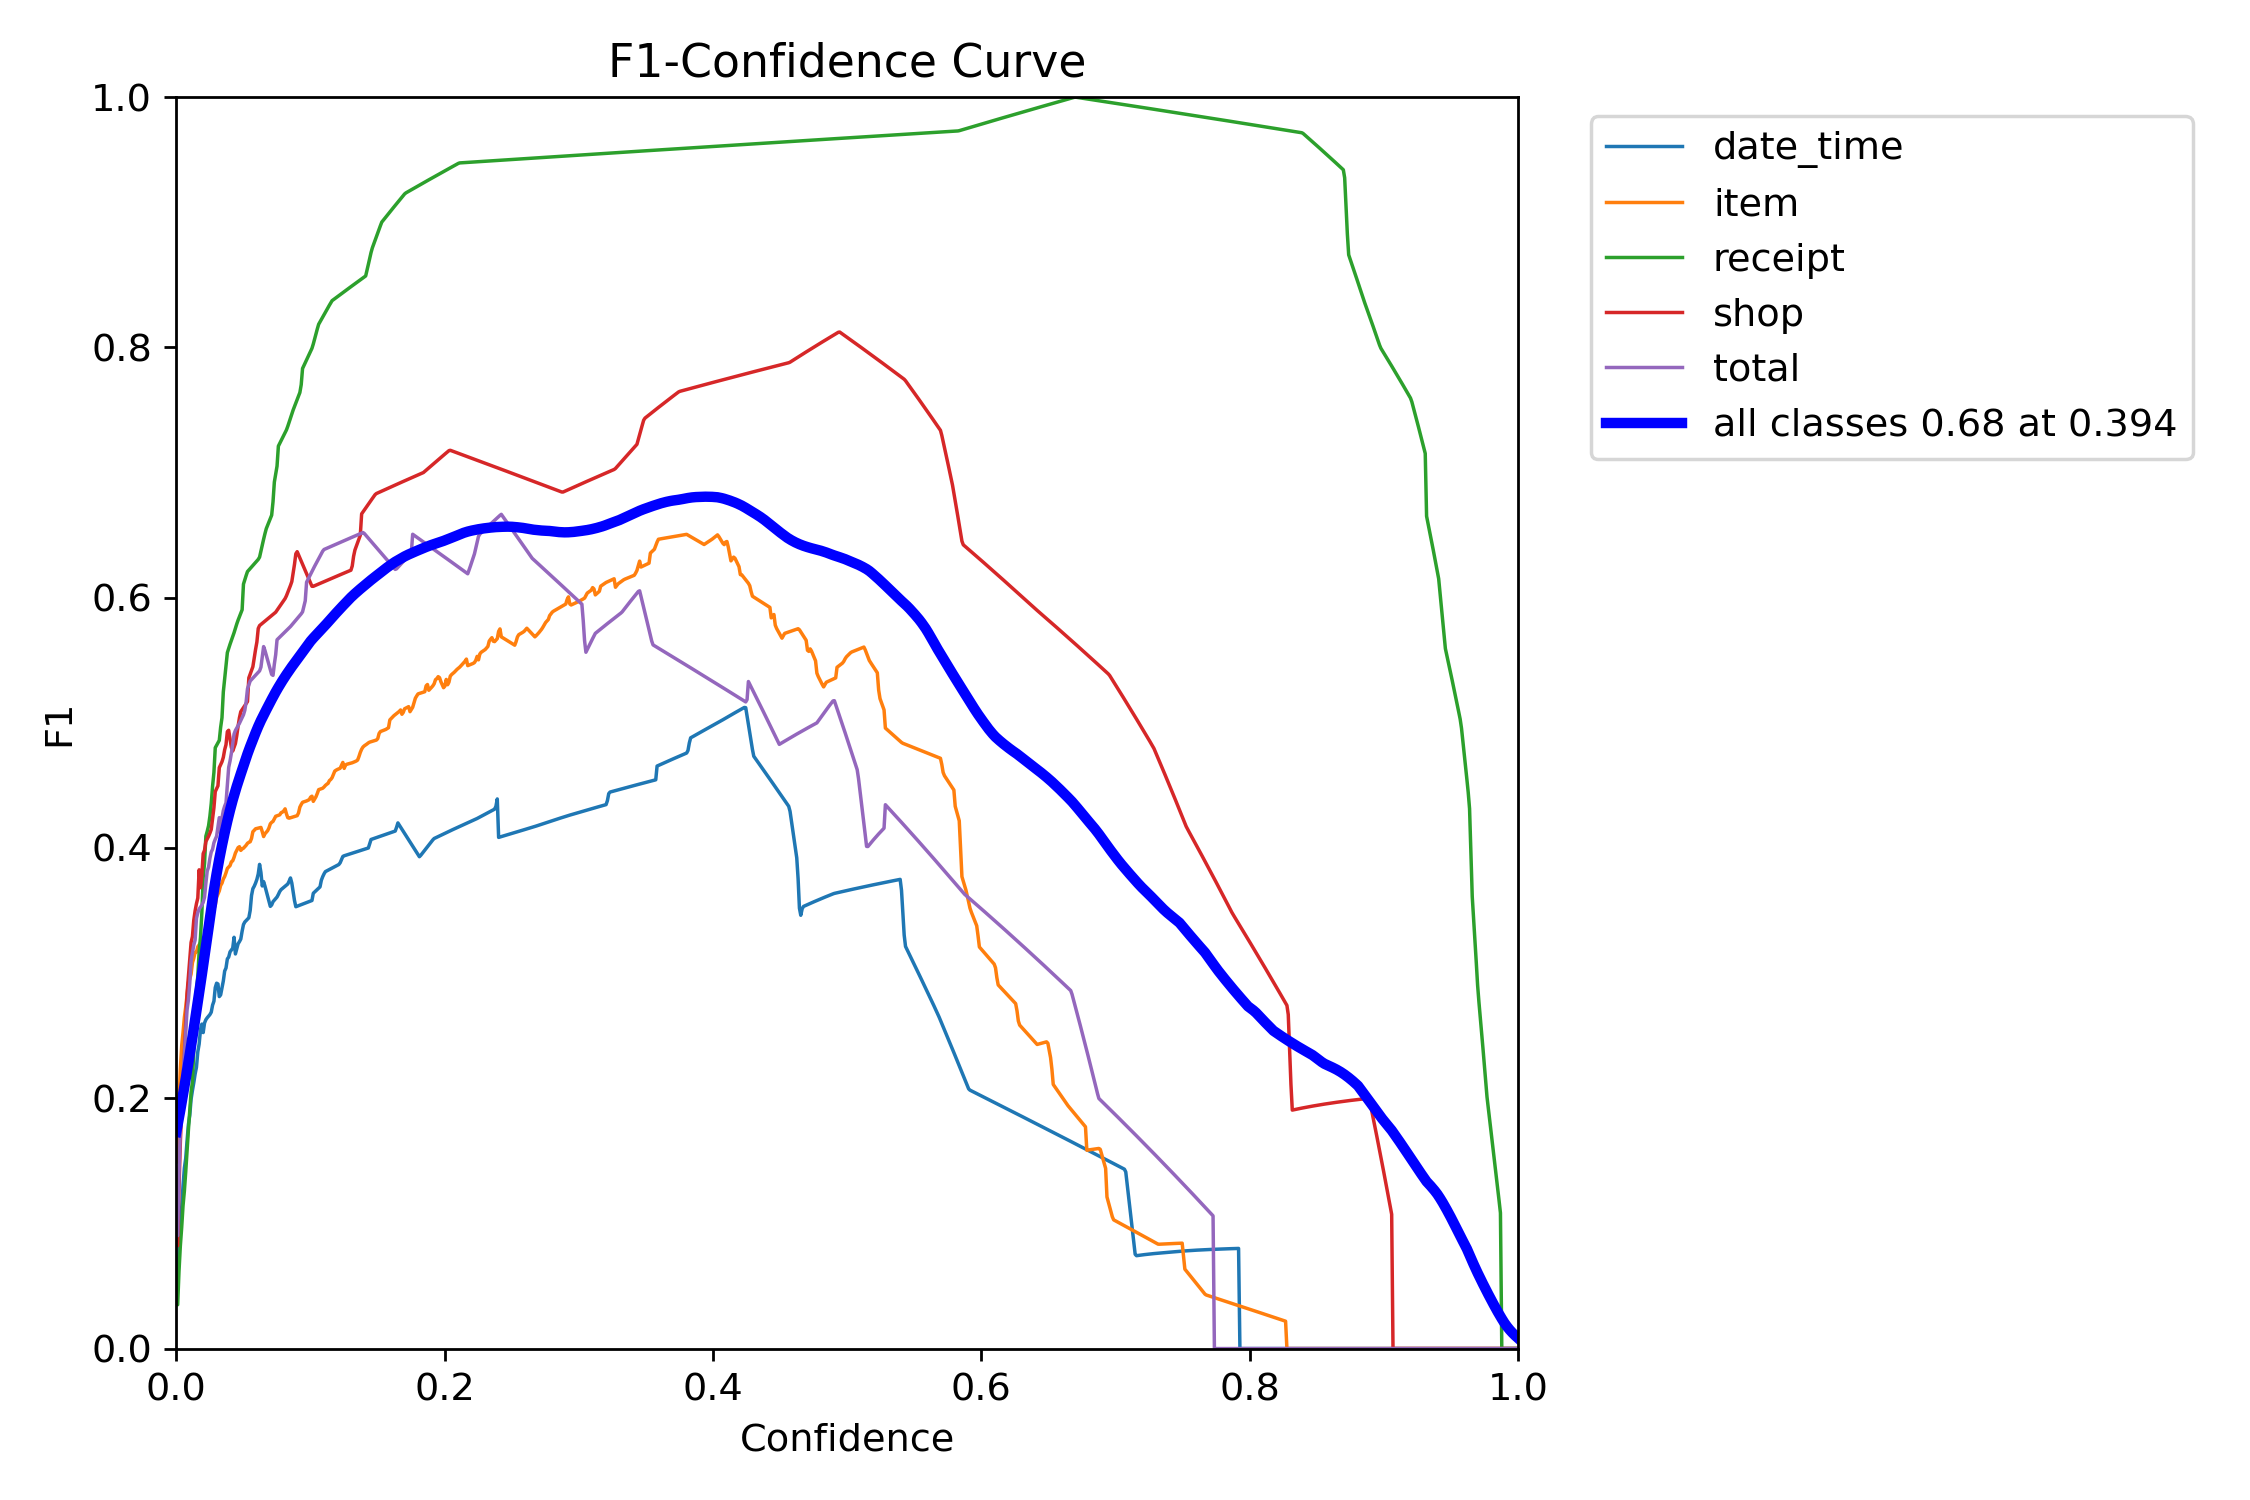 F1-Confidence Curve
1.0
0.8
0.6
0.4
0.2
0.0
F1
0.0 0.2 0.4 0.6 0.8 1.0
Confidence
date_time
item
receipt
shop
total
all classes 0.68 at 0.394